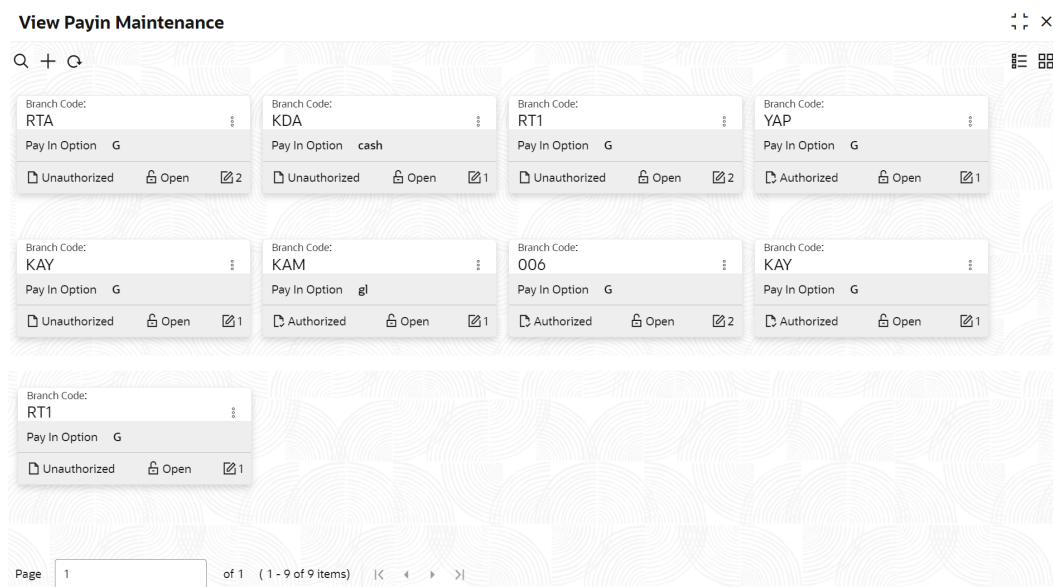 View Payin Maintenance
Branch Code: Branch Code: Branch Code: Branch Code:
RTA KDA RT1 YAP
Pay In Option G Pay In Option cash Pay In Option G Pay In Option G
Unauthorized Open 2 Unauthorized Open 1 Unauthorized Open 2 Authorized Open 1
Branch Code: Branch Code: Branch Code: Branch Code:
KAY KAM 006 KAY
Pay In Option G Pay In Option gl Pay In Option G Pay In Option G
Unauthorized Open 1 Authorized Open 1 Authorized Open 2 Authorized Open 1
Branch Code:
RT1
Pay In Option G
Unauthorized Open 1
Page 1 of 1 ( 1 - 9 of 9 items)